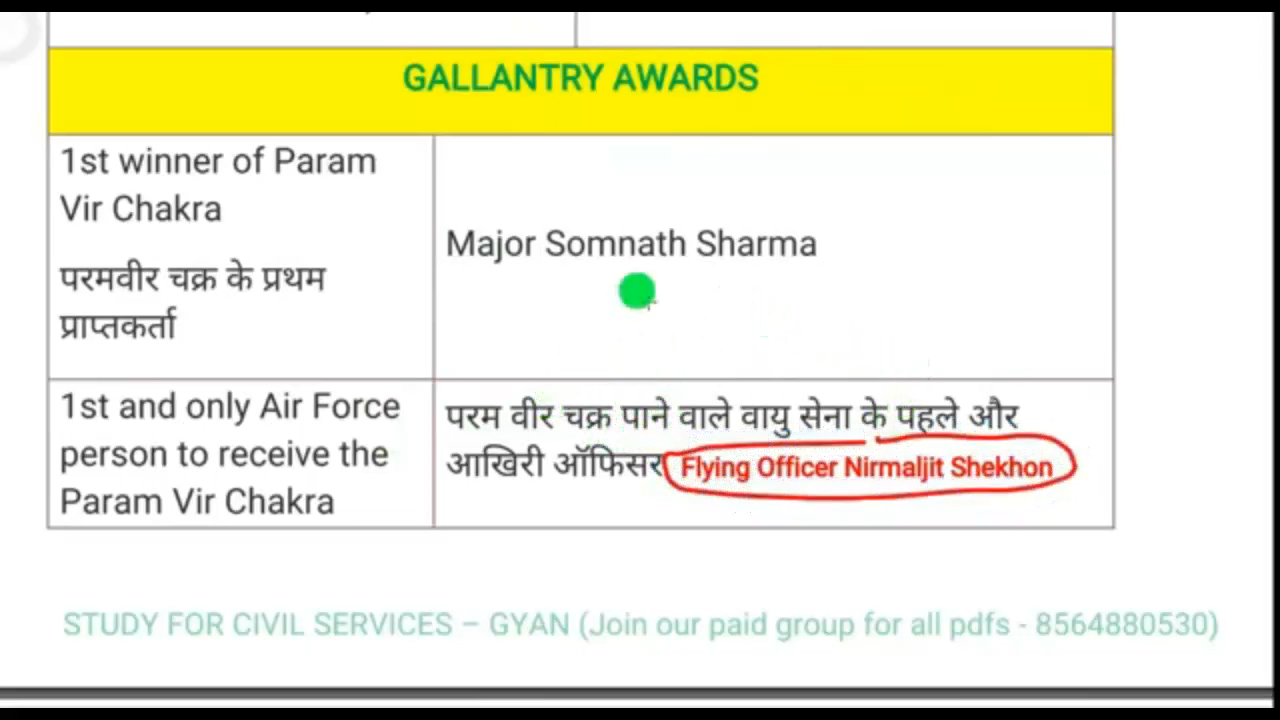 GALLANTRY AWARDS
1st winner of Param
Vir Chakra
परमवीर चक्र के प्रथम
प्राप्तकर्ता
Major Somnath Sharma
1st and only Air Force
person to receive the
Param Vir Chakra
परम वीर चक्र पाने वाले वायु सेना के पहले और
आखिरी ऑफिसर Flying Officer Nirmaljit Shekhon
STUDY FOR CIVIL SERVICES – GYAN (Join our paid group for all pdfs - 8564880530)